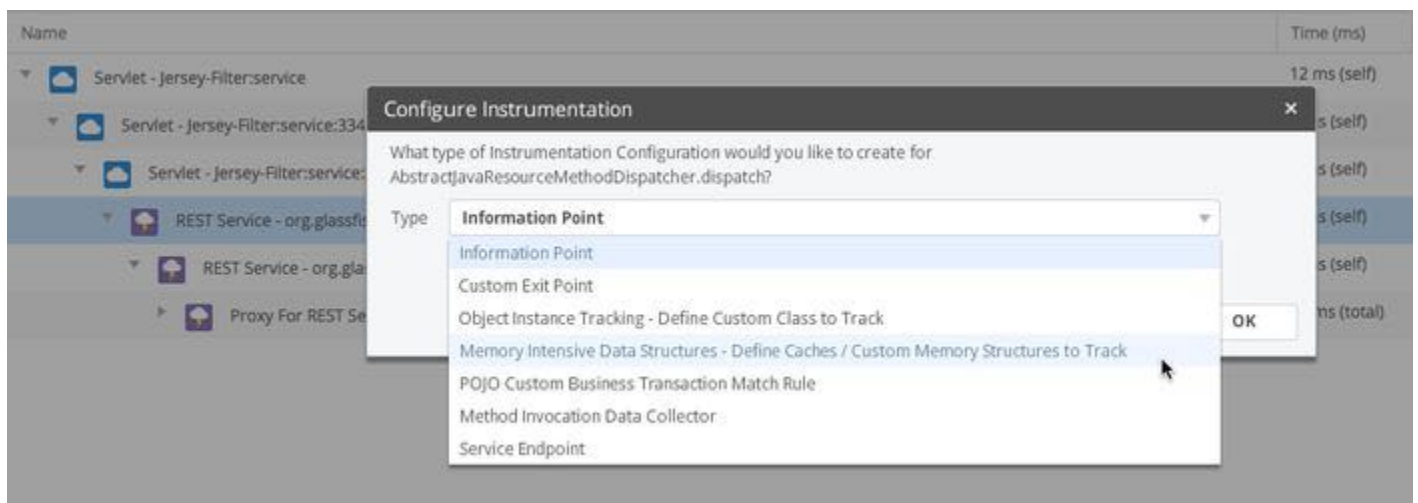 Name Time (ms)
Servlet - Jersey-Filter:service 12 ms (self)
Configure Instrumentation ×
Servlet - Jersey-Filter:service:334 s (self)
What type of Instrumentation Configuration would you like to create for
AbstractJavaResourceMethodDispatcher.dispatch?
Servlet - Jersey-Filter:service: s (self)
REST Service - org.glassfis Type Information Point s (self)
Information Point
REST Service - org.gla s (self)
Custom Exit Point
Proxy For REST Se Object Instance Tracking - Define Custom Class to Track OK ms (total)
Memory Intensive Data Structures - Define Caches / Custom Memory Structures to Track
POJO Custom Business Transaction Match Rule
Method Invocation Data Collector
Service Endpoint